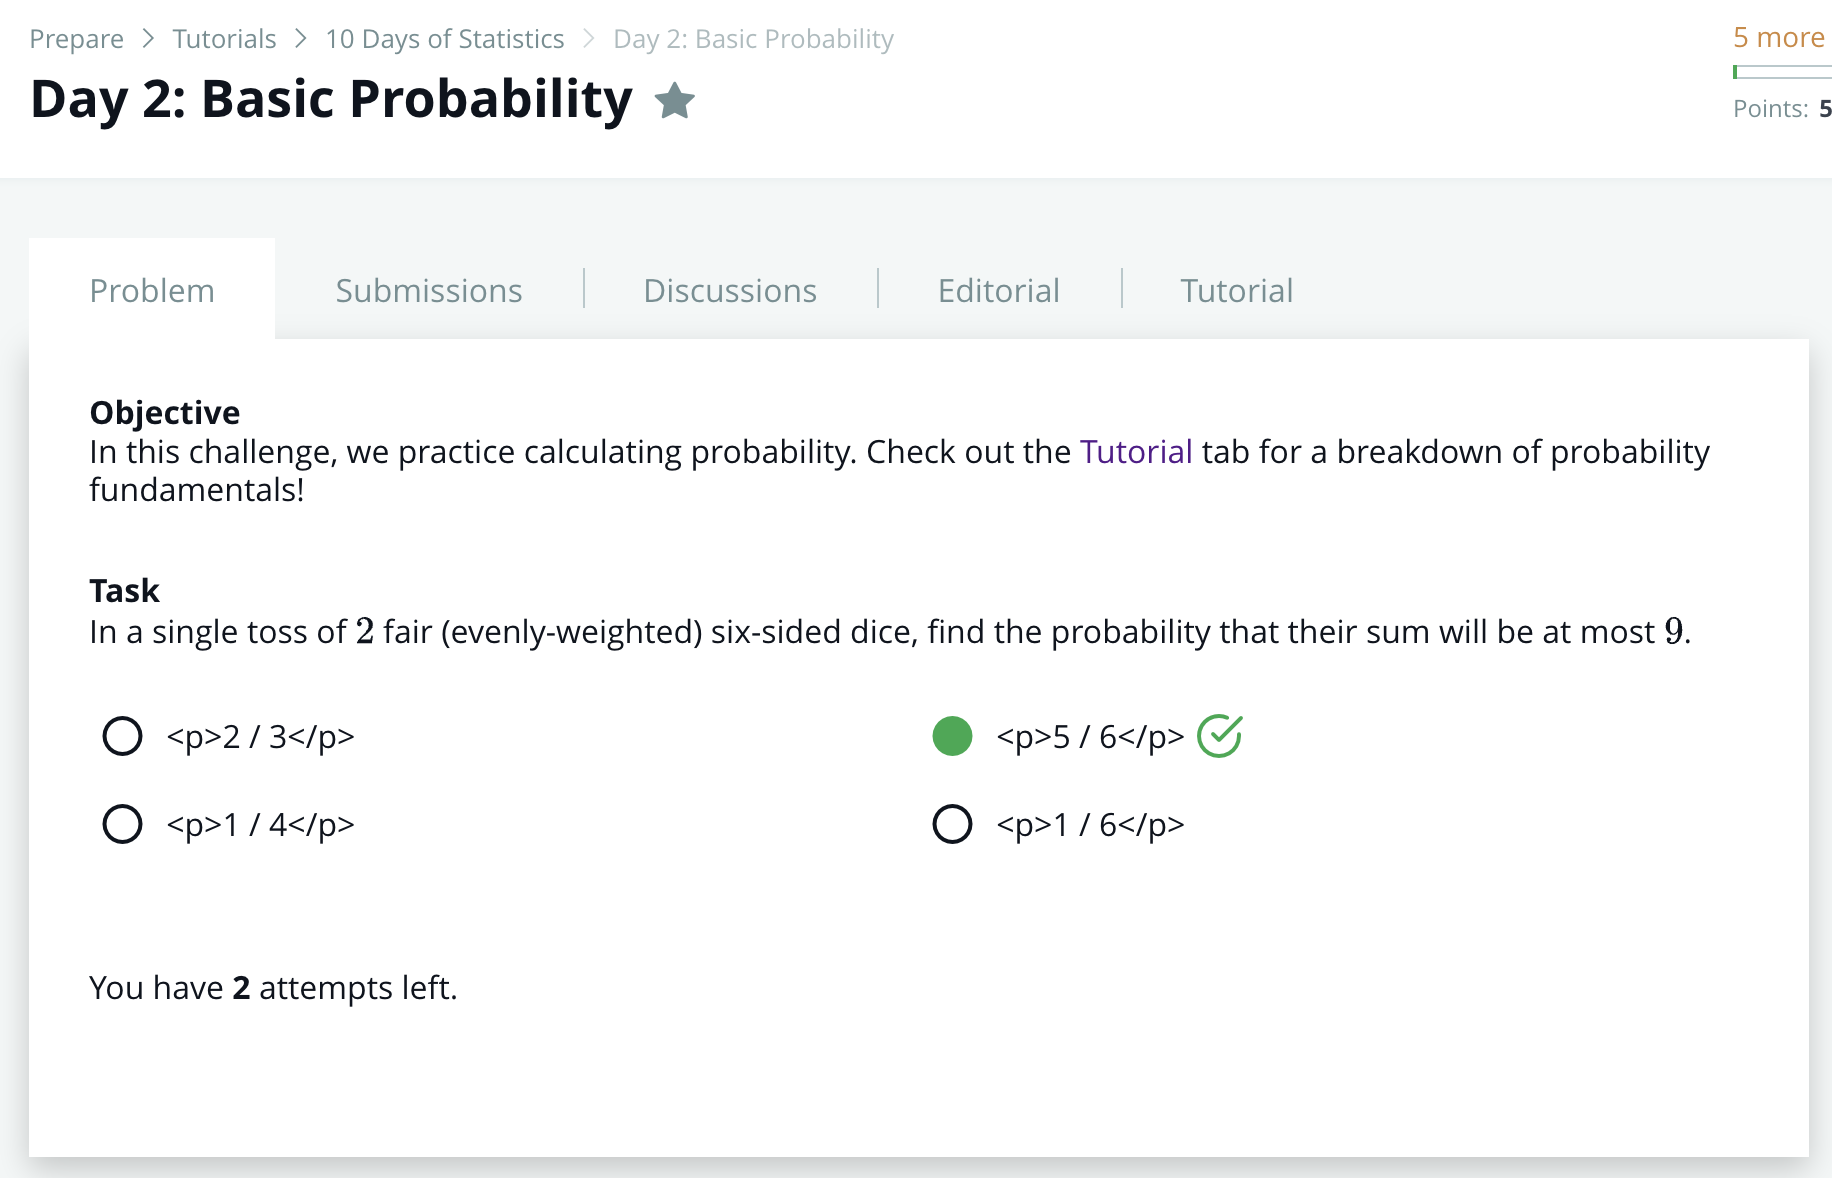 Prepare > Tutorials > 10 Days of Statistics > Day 2: Basic Probability
5 more
Day 2: Basic Probability
Points: 5
Problem
Submissions
Discussions
Editorial
Tutorial
Objective
In this challenge, we practice calculating probability. Check out the Tutorial tab for a breakdown of probability
fundamentals!
Task
In a single toss of 2 fair (evenly-weighted) six-sided dice, find the probability that their sum will be at most 9.
<p>2 / 3</p>
<p>5 / 6</p>
<p>1 / 4</p>
<p>1 / 6</p>
You have 2 attempts left.